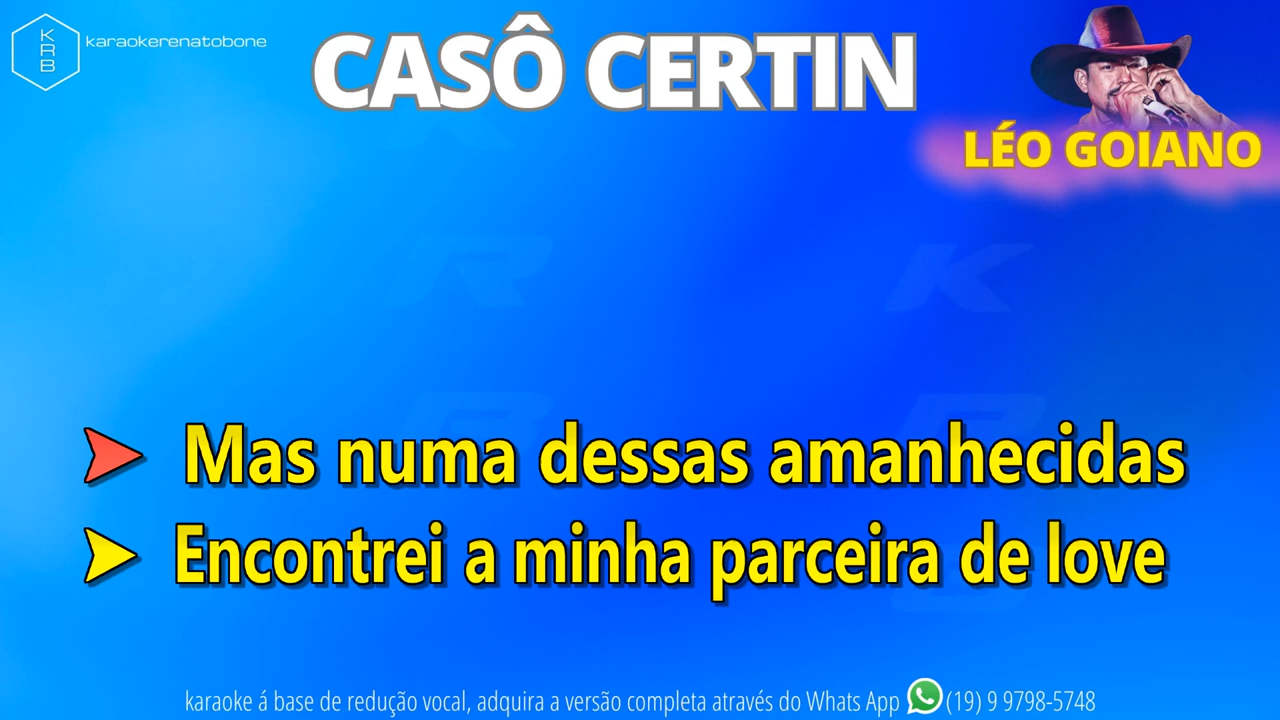 K
R
B
karaokerenatobone
CASÔ CERTIN
LÉO GOIANO
R
K
B
B
Mas numa dessas amanhecidas
Encontrei a minha parceira de love
karaoke á base de redução vocal, adquira a versão completa através do Whats App (19) 9 9798-5748